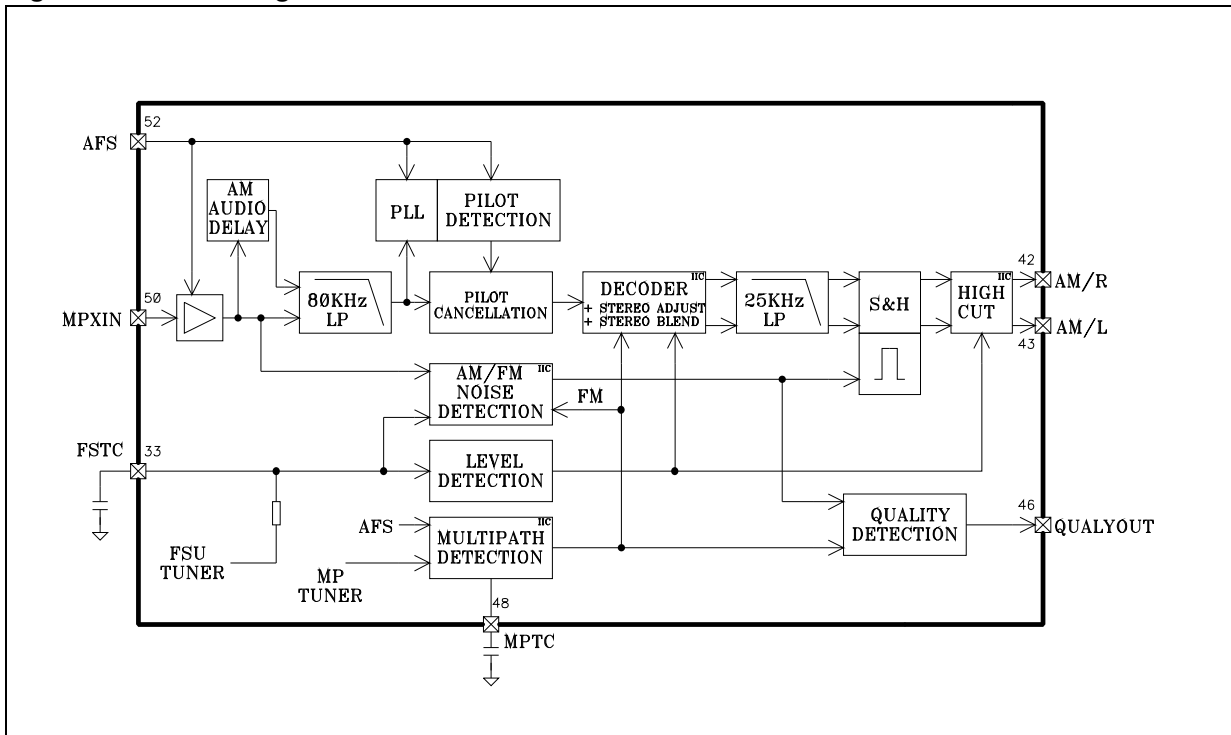 52
AFS
AM
AUDIO
DELAY
PLL
PILOT
DETECTION
50
MPXIN
80KHz
LP
PILOT
CANCELLATION
IIC
DECODER
+ STEREO ADJUST
+ STEREO BLEND
25KHz
LP
S&H
IIC
HIGH
CUT
42
AM/R
AM/L
43
IIC
AM/FM
NOISE
DETECTION
FM
FSTC
33
LEVEL
DETECTION
AFS
IIC
MULTIPATH
DETECTION
FSU
TUNER
MP
TUNER
QUALITY
DETECTION
46
QUALYOUT
48
MPTC